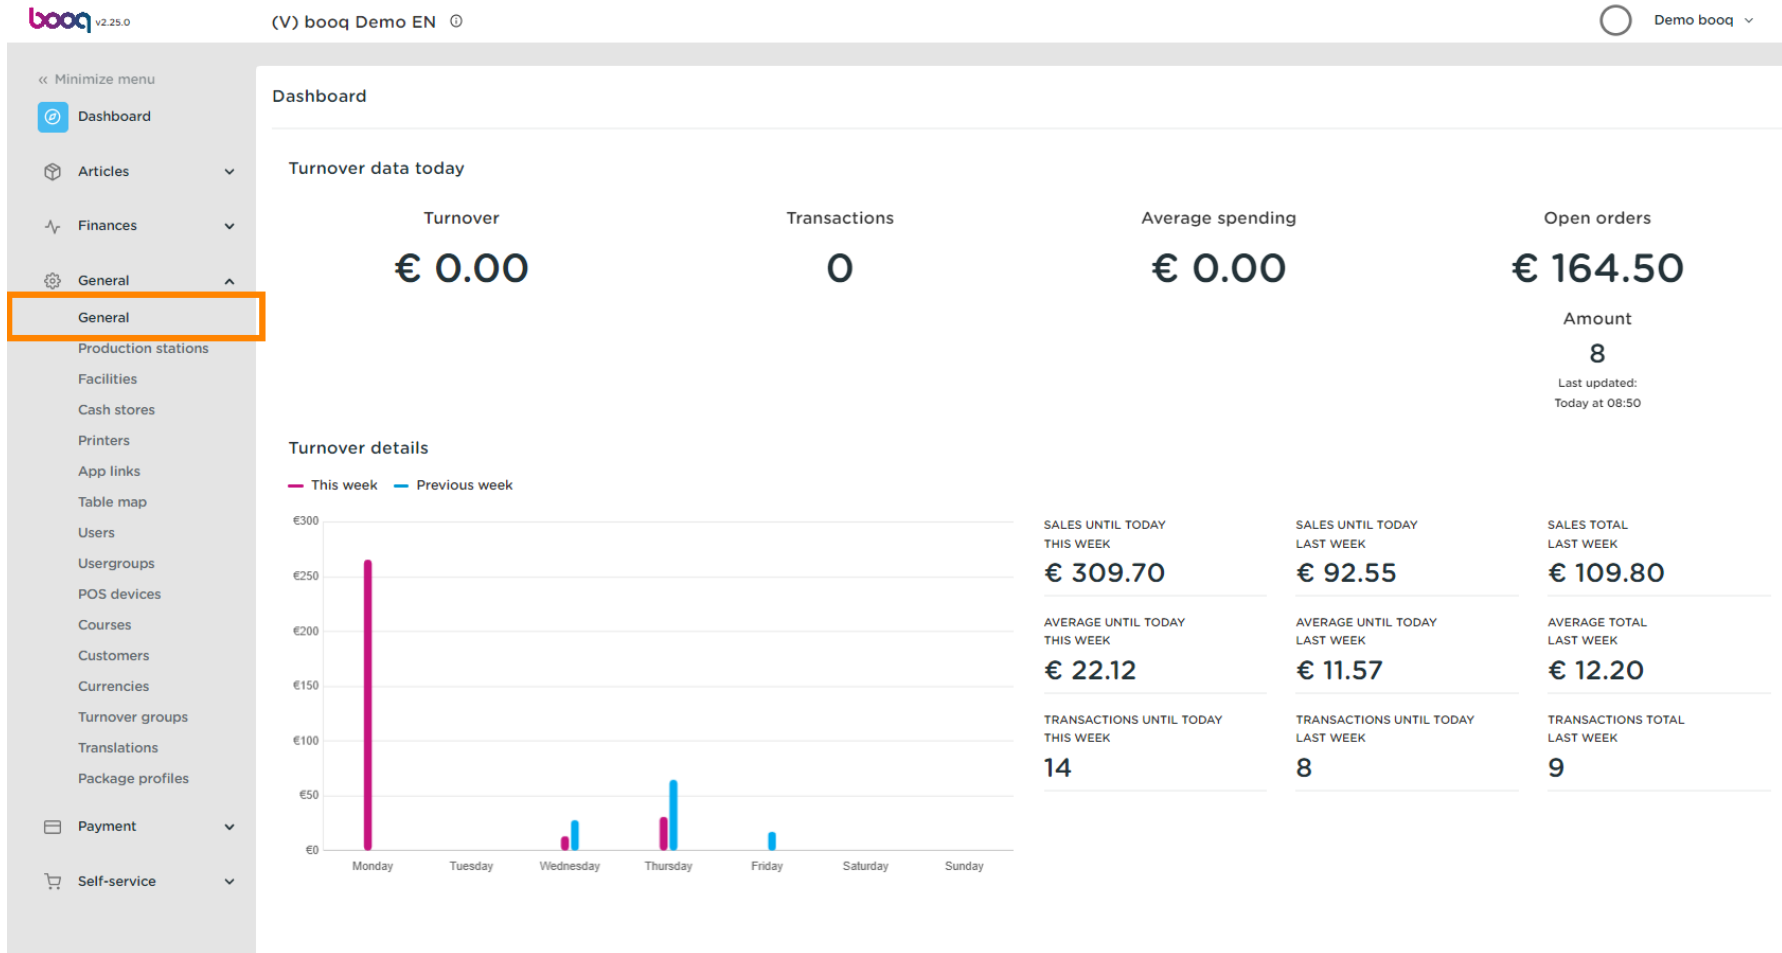 booq v2.25.0
(V) booq Demo EN
Demo booq
« Minimize menu
Dashboard
Articles
Finances
General
General
Production stations
Facilities
Cash stores
Printers
App links
Table map
Users
Usergroups
POS devices
Courses
Customers
Currencies
Turnover groups
Translations
Package profiles
Payment
Self-service
Dashboard
Turnover data today
Turnover
€ 0.00
Transactions
0
Average spending
€ 0.00
Open orders
€ 164.50
Amount
8
Last updated:
Today at 08:50
Turnover details
This week Previous week
€300
€250
€200
€150
€100
€50
€0
Monday Tuesday Wednesday Thursday Friday Saturday Sunday
SALES UNTIL TODAY
THIS WEEK
€ 309.70
SALES UNTIL TODAY
LAST WEEK
€ 92.55
SALES TOTAL
LAST WEEK
€ 109.80
AVERAGE UNTIL TODAY
THIS WEEK
€ 22.12
AVERAGE UNTIL TODAY
LAST WEEK
€ 11.57
AVERAGE TOTAL
LAST WEEK
€ 12.20
TRANSACTIONS UNTIL TODAY
THIS WEEK
14
TRANSACTIONS UNTIL TODAY
LAST WEEK
8
TRANSACTIONS TOTAL
LAST WEEK
9